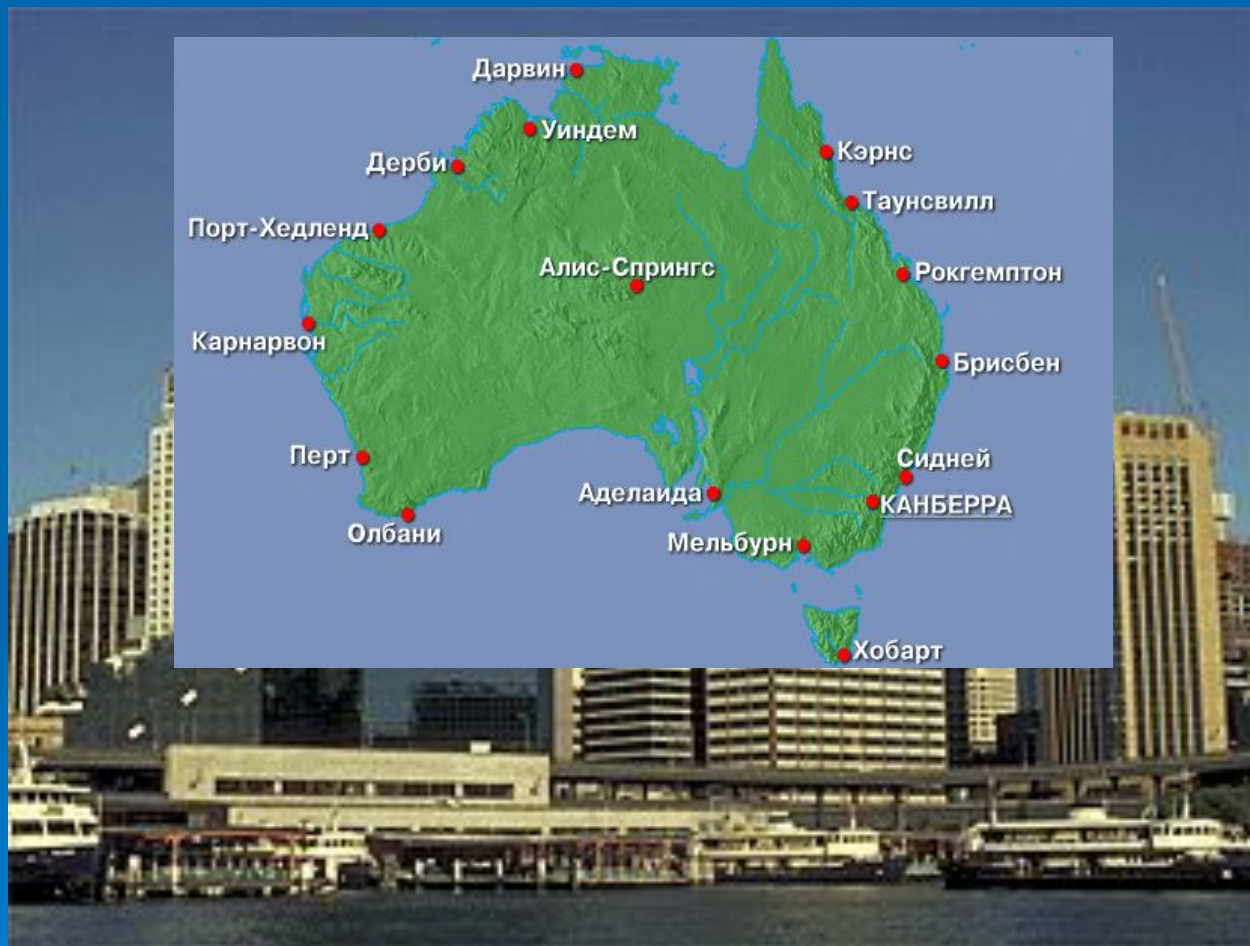 Дарвин
Уиндем
Кэрнс
Дерби
Таунсвилл
Порт-Хедленд
Алис-Спрингс
Рокгемптон
Карнарвон
Брисбен
Перт
Сидней
Аделаида
КАНБЕРРА
Олбани
Мельбурн
Хобарт